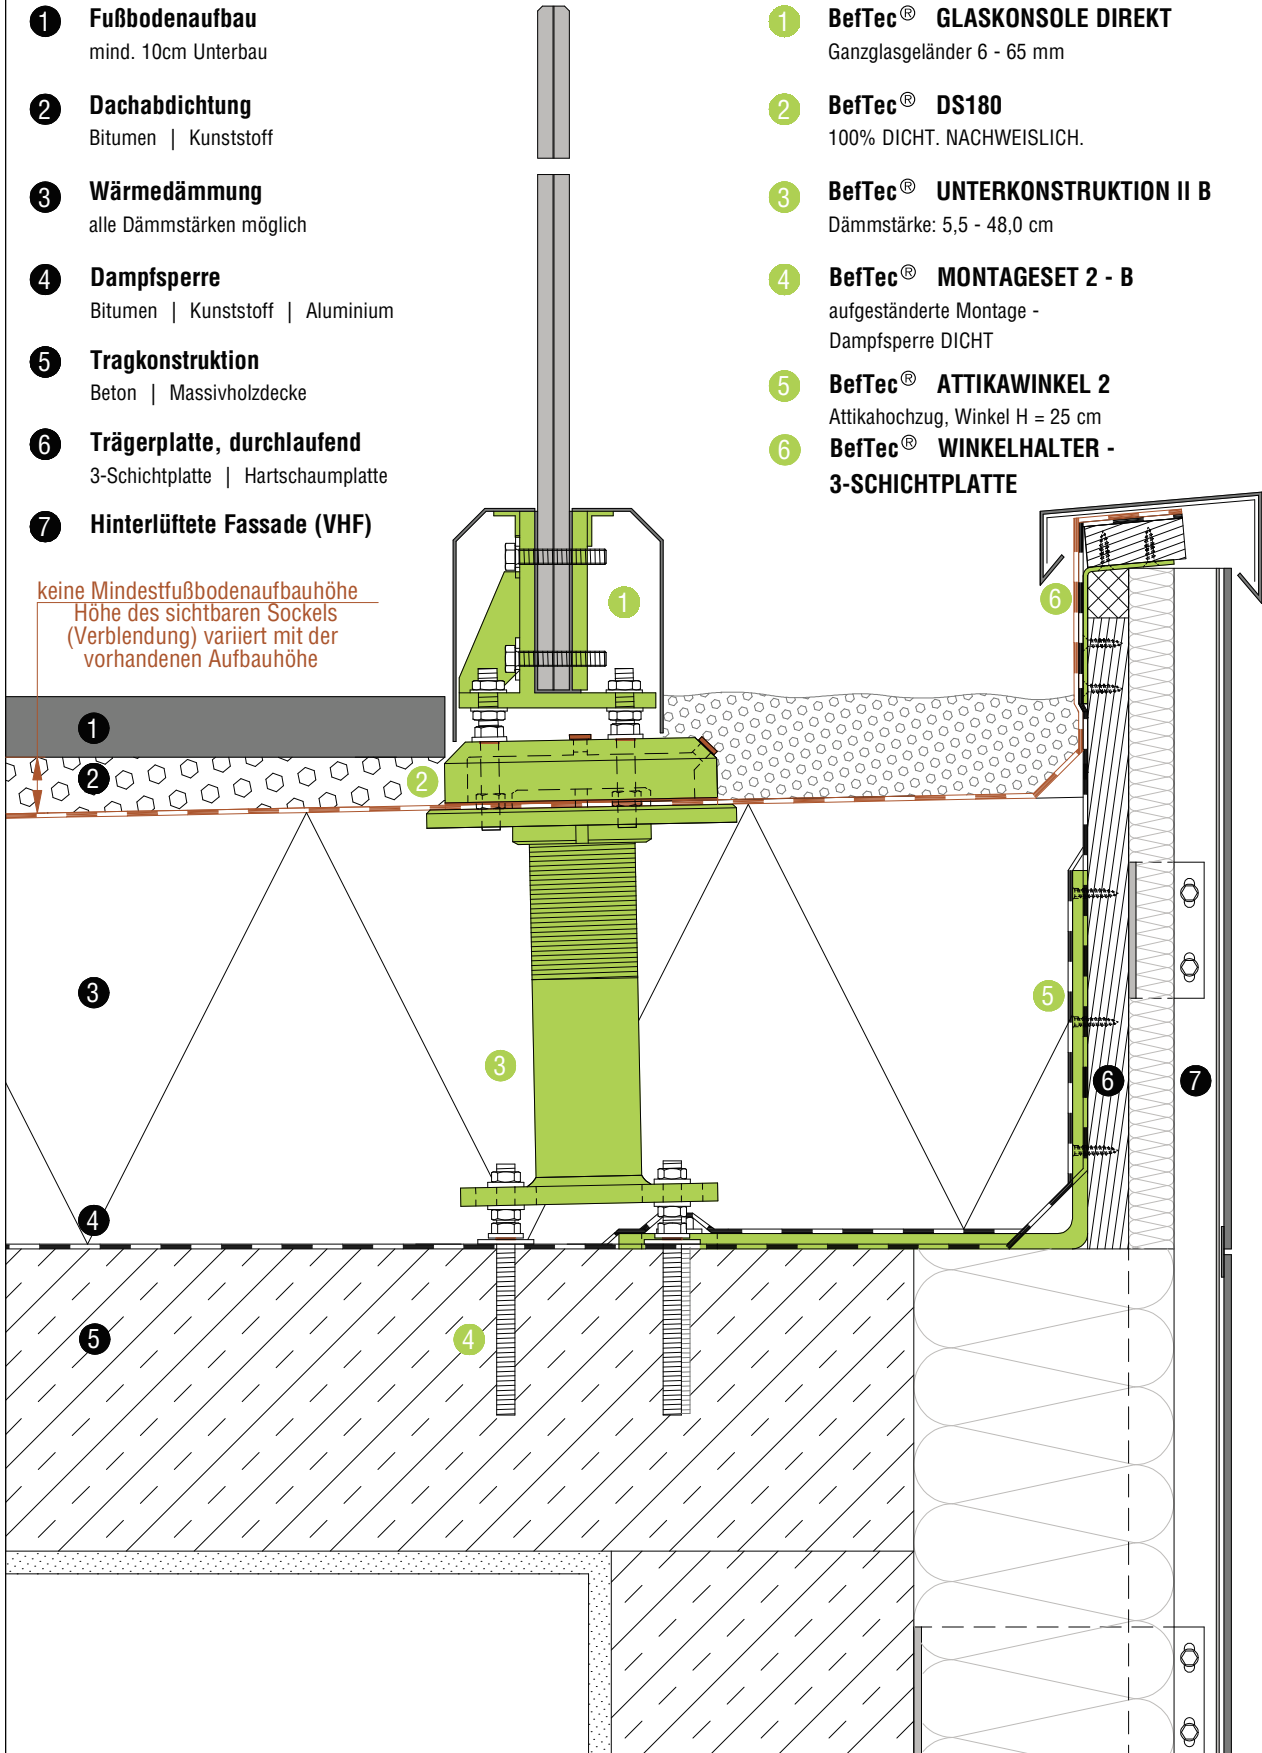 1 Fußbodenaufbau
mind. 10cm Unterbau
2 Dachabdichtung
Bitumen | Kunststoff
3 Wärmedämmung
alle Dämmstärken möglich
4 Dampfsperre
Bitumen | Kunststoff | Aluminium
5 Tragkonstruktion
Beton | Massivholzdecke
6 Trägerplatte, durchlaufend
3-Schichtplatte | Hartschaumplatte
7 Hinterlüftete Fassade (VHF)
1 BefTec® GLASKONSOLE DIREKT
Ganzglasgeländer 6 - 65 mm
2 BefTec® DS180
100% DICHT. NACHWEISLICH.
3 BefTec® UNTERKONSTRUKTION II B
Dämmstärke: 5,5 - 48,0 cm
4 BefTec® MONTAGESET 2 - B
aufgeständerte Montage -
Dampfsperre DICHT
5 BefTec® ATTIKAWINKEL 2
Attikahochzug, Winkel H = 25 cm
6 BefTec® WINKELHALTER -
3-SCHICHTPLATTE
keine Mindestfußbodenaufbauhöhe
Höhe des sichtbaren Sockels
(Verblendung) variiert mit der
vorhandenen Aufbauhöhe
1
6
1
2
2
3
5
3
6
7
4
5
4